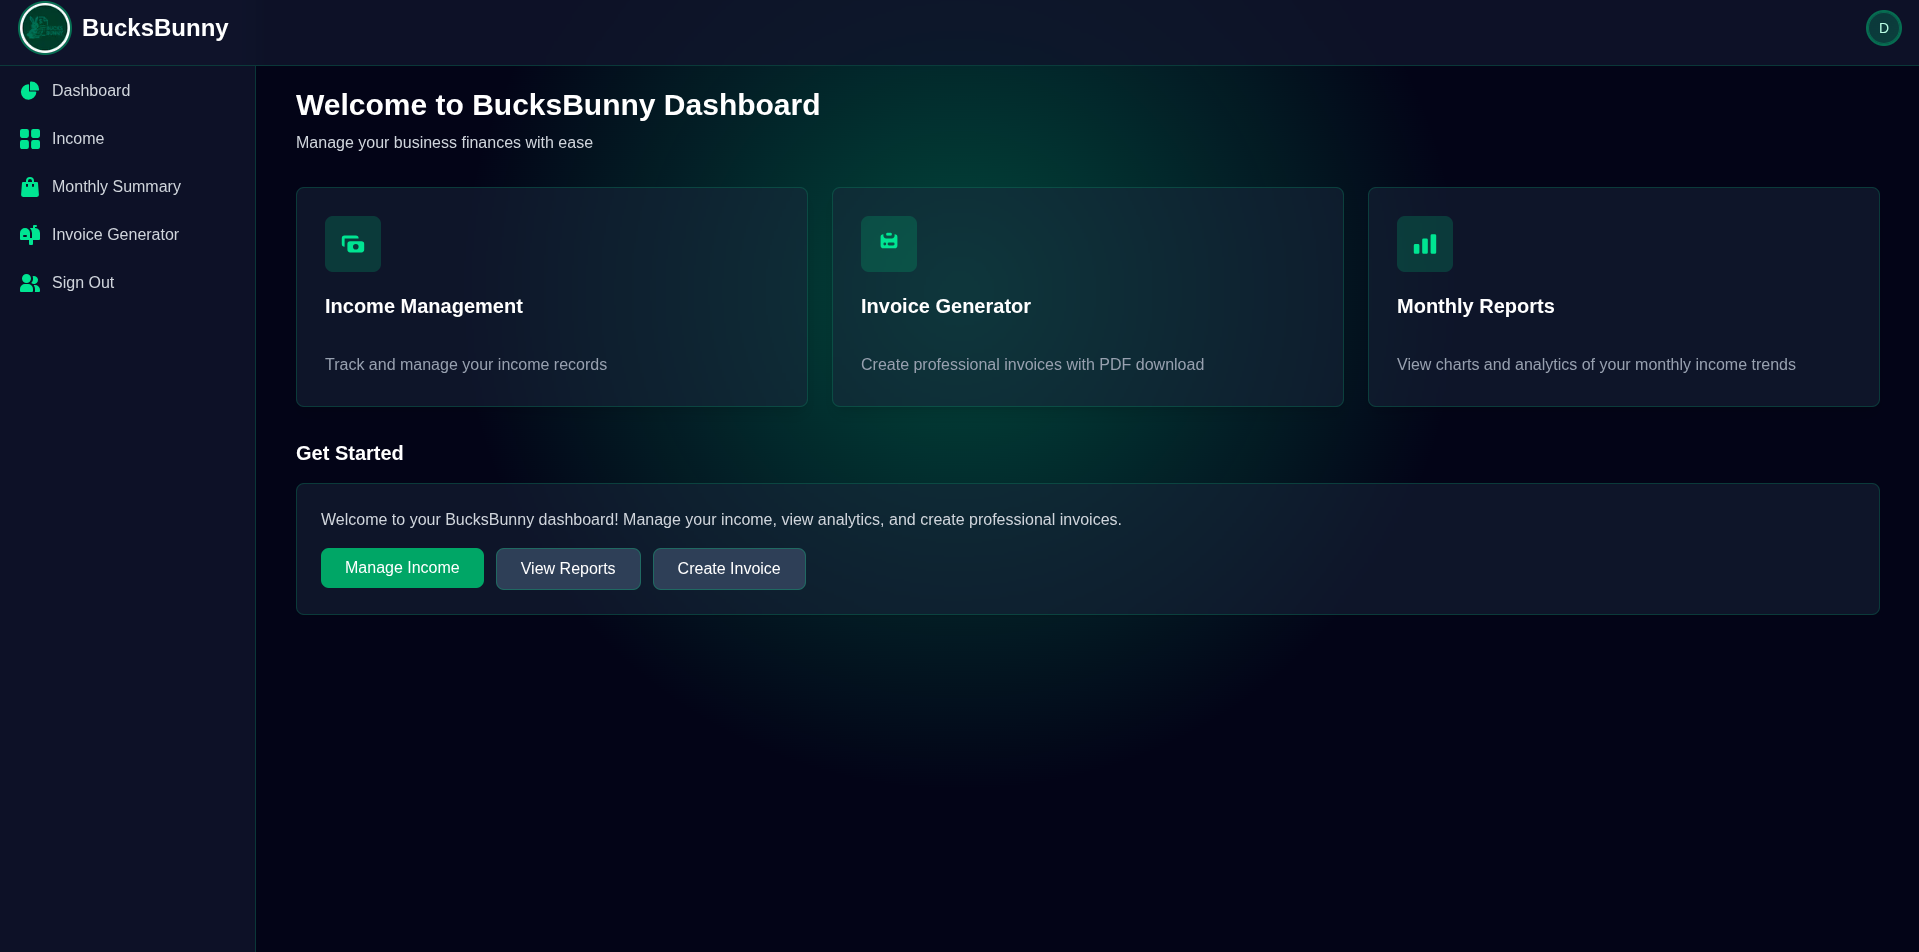 BucksBunny
D
Dashboard
Income
Monthly Summary
Invoice Generator
Sign Out
Welcome to BucksBunny Dashboard
Manage your business finances with ease
Income Management
Track and manage your income records
Invoice Generator
Create professional invoices with PDF download
Monthly Reports
View charts and analytics of your monthly income trends
Get Started
Welcome to your BucksBunny dashboard! Manage your income, view analytics, and create professional invoices.
Manage Income
View Reports
Create Invoice